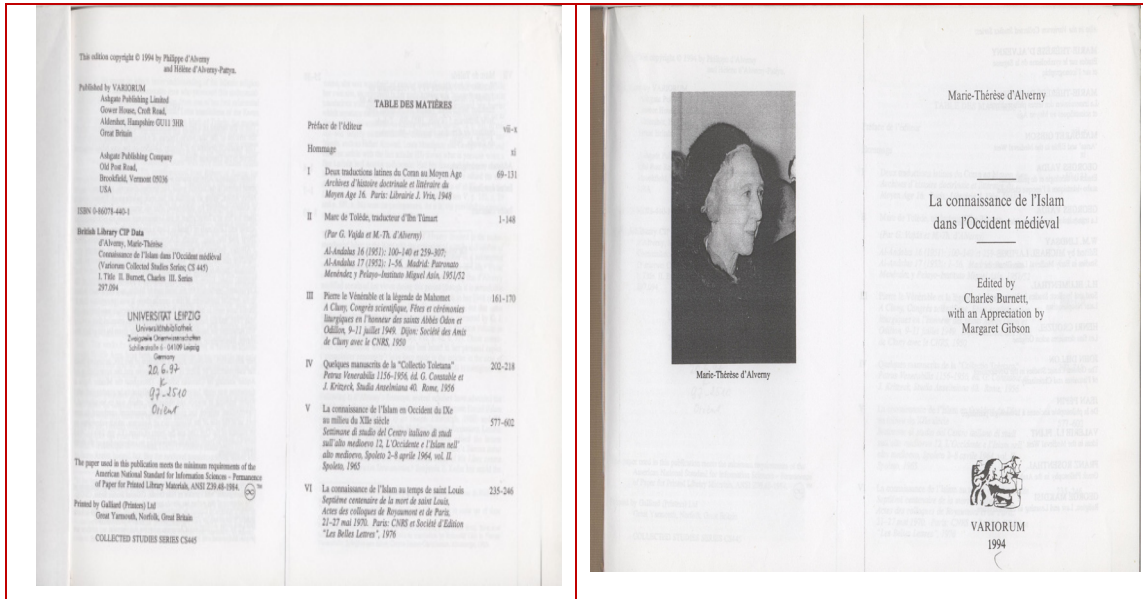 This edition copyright © 1994 by Philippe d'Alverny
and Hélène d'Alverny-Pattyn.
Published by VARIORUM
Ashgate Publishing Limited
Gower House, Croft Road,
Aldershot, Hampshire GU11 3HR
Great Britain
Ashgate Publishing Company
Old Post Road,
Brookfield, Vermont 05036
USA
ISBN 0-86078-440-1
British Library CIP Data
d'Alverny, Marie-Thérèse
Connaissance de l'Islam dans l'Occident médiéval
(Variorum Collected Studies Series; CS 445)
I. Title II. Burnett, Charles III. Series
297.094
UNIVERSITÄT LEIPZIG
Universitätsbibliothek
Zweigstelle Orientwissenschaften
Schillerstraße 6 · 04109 Leipzig
Germany
20.6.97
K
97-2510
Orient
The paper used in this publication meets the minimum requirements of the
American National Standard for Information Sciences – Permanence
of Paper for Printed Library Materials, ANSI Z39.48-1984. ∞™
Printed by Galliard (Printers) Ltd
Great Yarmouth, Norfolk, Great Britain
COLLECTED STUDIES SERIES CS445
TABLE DES MATIÈRES
Préface de l'éditeur vii-x
Hommage xi
I Deux traductions latines du Coran au Moyen Age 69-131
Archives d'histoire doctrinale et littéraire du
Moyen Age 16. Paris: Librairie J. Vrin, 1948
II Marc de Tolède, traducteur d'Ibn Tūmart 1-148
(Par G. Vajda et M.-Th. d'Alverny)
Al-Andalus 16 (1951): 100-140 et 259-307;
Al-Andalus 17 (1952): 1-56. Madrid: Patronato
Menéndez y Pelayo-Instituto Miguel Asín, 1951/52
III Pierre le Vénérable et la légende de Mahomet 161-170
A Cluny, Congrès scientifique, Fêtes et cérémonies
liturgiques en l'honneur des saints Abbés Odon et
Odilon, 9-11 juillet 1949. Dijon: Société des Amis
de Cluny avec le CNRS, 1950
IV Quelques manuscrits de la "Collectio Toletana" 202-218
Petrus Venerabilis 1156-1956, éd. G. Constable et
J. Kritzeck, Studia Anselmiana 40. Rome, 1956
V La connaissance de l'Islam en Occident du IXe
au milieu du XIIe siècle 577-602
Settimane di studio del Centro italiano di studi
sull'alto medioevo 12, L'Occidente e l'Islam nell'
alto medioevo, Spoleto 2-8 aprile 1964, vol. II.
Spoleto, 1965
VI La connaissance de l'Islam au temps de saint Louis 235-246
Septième centenaire de la mort de saint Louis,
Actes des colloques de Royaumont et de Paris,
21-27 mai 1970. Paris: CNRS et Société d'Edition
"Les Belles Lettres", 1976
Marie-Thérèse d'Alverny
Marie-Thérèse d'Alverny
La connaissance de l'Islam
dans l'Occident médiéval
Edited by
Charles Burnett,
with an Appreciation by
Margaret Gibson
VARIORUM
1994